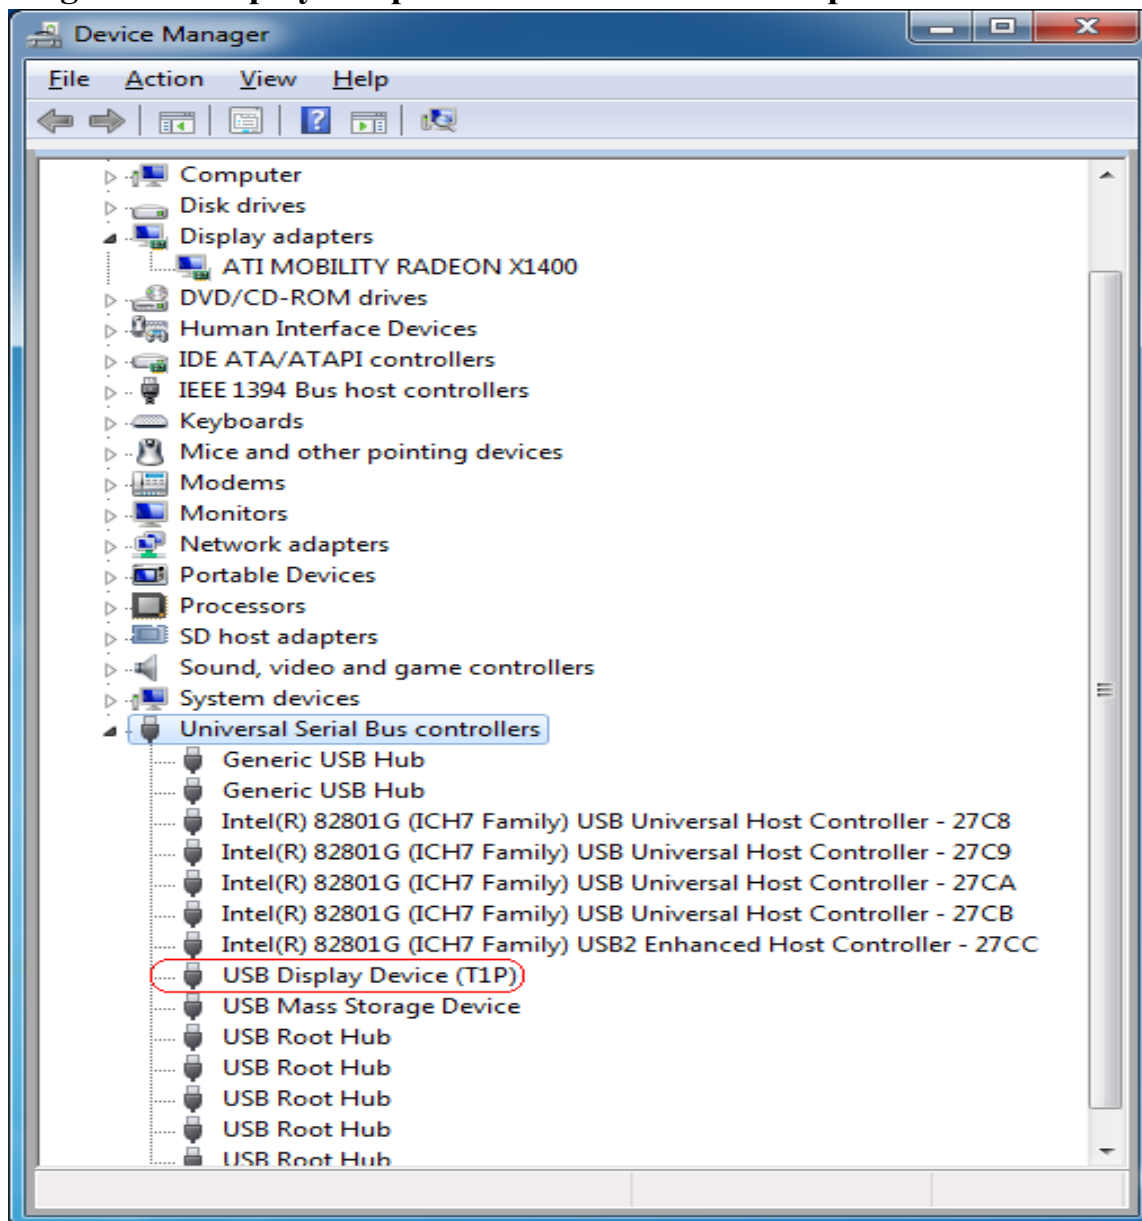 Device Manager
File Action View Help
Computer
Disk drives
Display adapters
ATI MOBILITY RADEON X1400
DVD/CD-ROM drives
Human Interface Devices
IDE ATA/ATAPI controllers
IEEE 1394 Bus host controllers
Keyboards
Mice and other pointing devices
Modems
Monitors
Network adapters
Portable Devices
Processors
SD host adapters
Sound, video and game controllers
System devices
Universal Serial Bus controllers
Generic USB Hub
Generic USB Hub
Intel(R) 82801G (ICH7 Family) USB Universal Host Controller - 27C8
Intel(R) 82801G (ICH7 Family) USB Universal Host Controller - 27C9
Intel(R) 82801G (ICH7 Family) USB Universal Host Controller - 27CA
Intel(R) 82801G (ICH7 Family) USB Universal Host Controller - 27CB
Intel(R) 82801G (ICH7 Family) USB2 Enhanced Host Controller - 27CC
USB Display Device (T1P)
USB Mass Storage Device
USB Root Hub
USB Root Hub
USB Root Hub
USB Root Hub
USB Root Hub